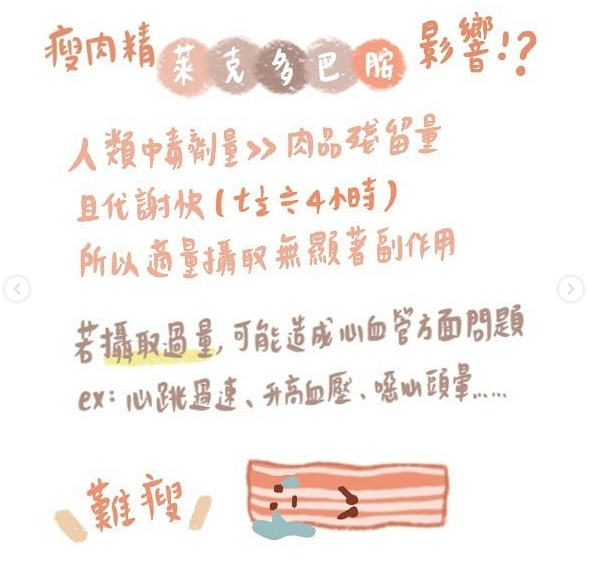 瘦肉精 萊克多巴胺 影響!?
人類中毒劑量>>肉品殘留量
且代謝快(t½≒4小時)
所以適量攝取無顯著副作用
若攝取過量,可能造成心血管方面問題
ex:心跳過速、升高血壓、噁心頭暈......
難瘦